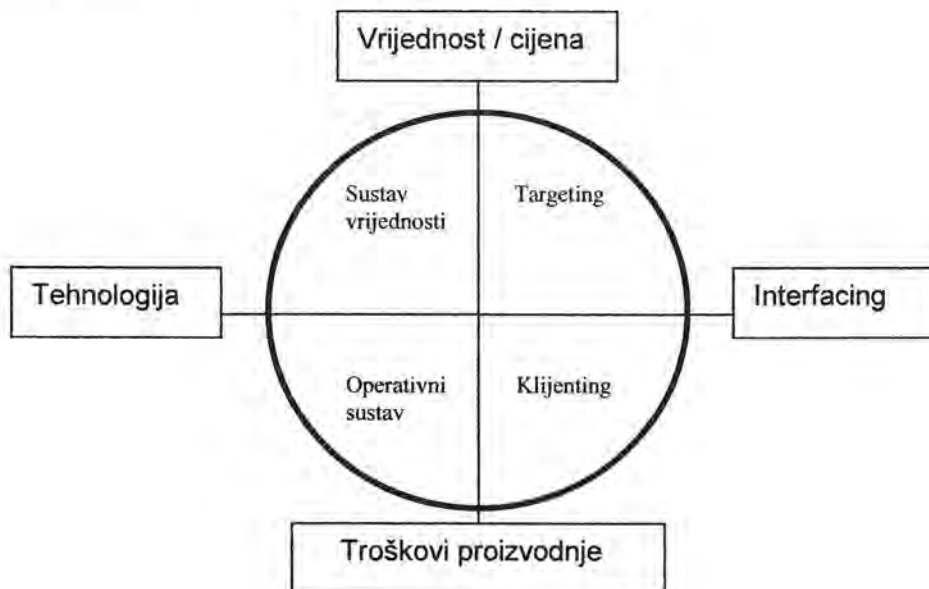 Vrijednost / cijena
Sustav
vrijednosti
Targeting
Tehnologija
Interfacing
Operativni
sustav
Klijenting
Troškovi proizvodnje